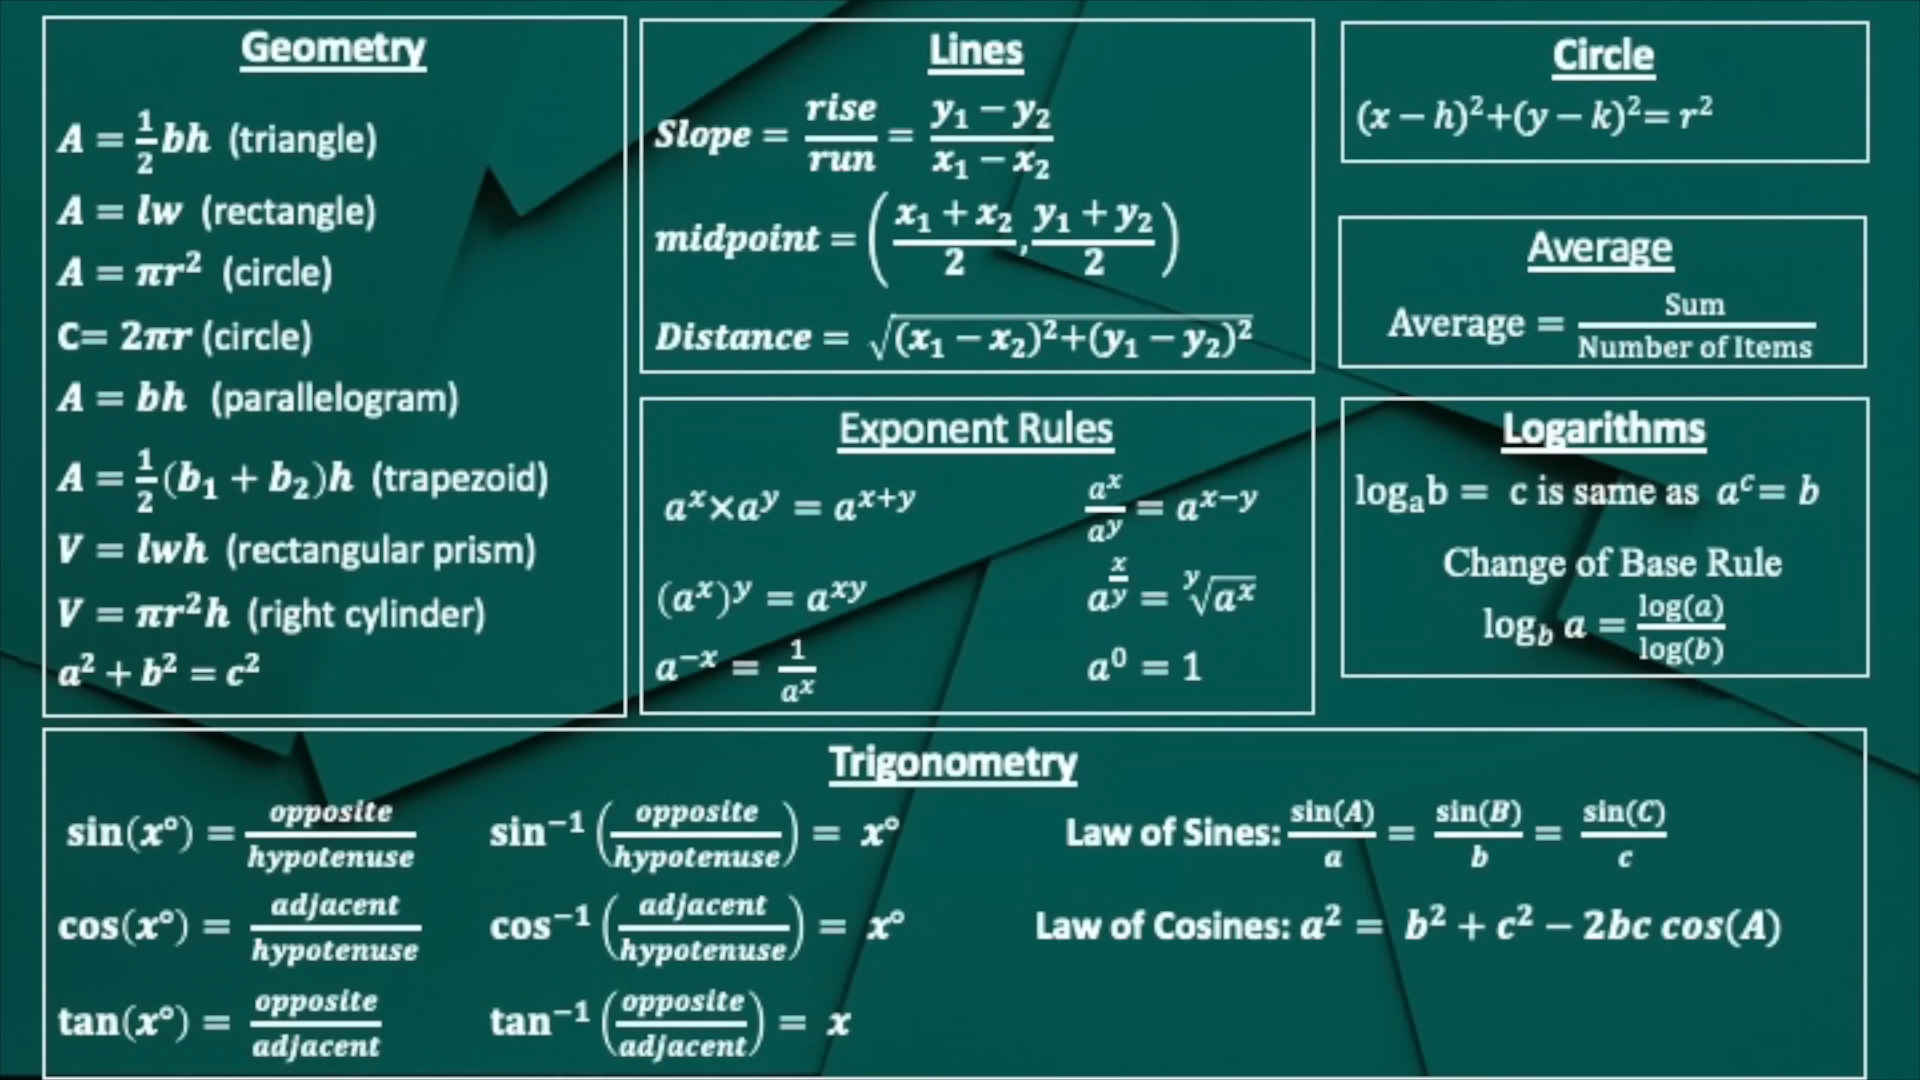 Geometry
A = 1/2 bh (triangle)
A = lw (rectangle)
A = πr² (circle)
C= 2πr (circle)
A = bh (parallelogram)
A = 1/2 (b₁ + b₂)h (trapezoid)
V = lwh (rectangular prism)
V = πr²h (right cylinder)
a² + b² = c²
Lines
Slope = rise/run = (y₁ − y₂)/(x₁ − x₂)
midpoint = ((x₁ + x₂)/2, (y₁ + y₂)/2)
Distance = √((x₁ − x₂)²+(y₁ − y₂)²)
Circle
(x − h)²+(y − k)²= r²
Average
Average = Sum/Number of Items
Exponent Rules
aˣ×aʸ = aˣ⁺ʸ
aˣ/aʸ = aˣ⁻ʸ
(aˣ)ʸ = aˣʸ
a^(x/y) = ʸ√(aˣ)
a⁻ˣ = 1/aˣ
a⁰ = 1
Logarithms
logₐb = c is same as aᶜ= b
Change of Base Rule
log_b a = log(a)/log(b)
Trigonometry
sin(x°) = opposite/hypotenuse
sin⁻¹(opposite/hypotenuse) = x°
Law of Sines: sin(A)/a = sin(B)/b = sin(C)/c
cos(x°) = adjacent/hypotenuse
cos⁻¹(adjacent/hypotenuse) = x°
Law of Cosines: a² = b² + c² − 2bc cos(A)
tan(x°) = opposite/adjacent
tan⁻¹(opposite/adjacent) = x